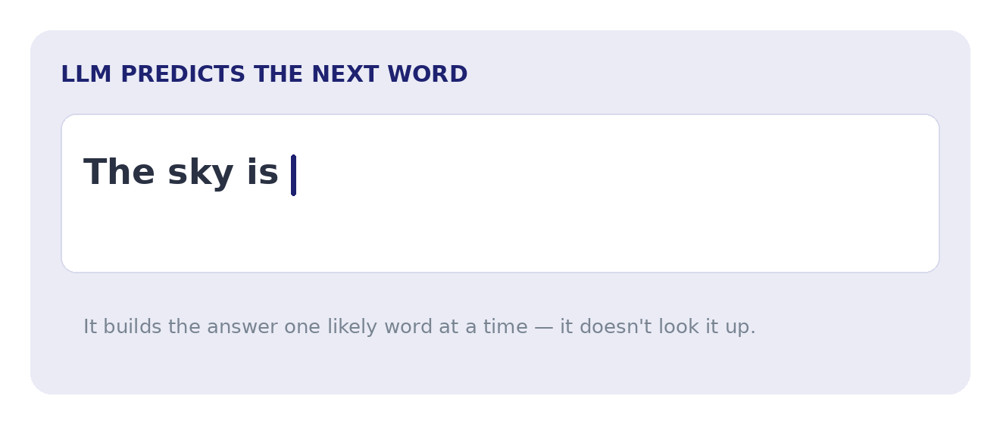 LLM PREDICTS THE NEXT WORD
The sky is
It builds the answer one likely word at a time — it doesn't look it up.